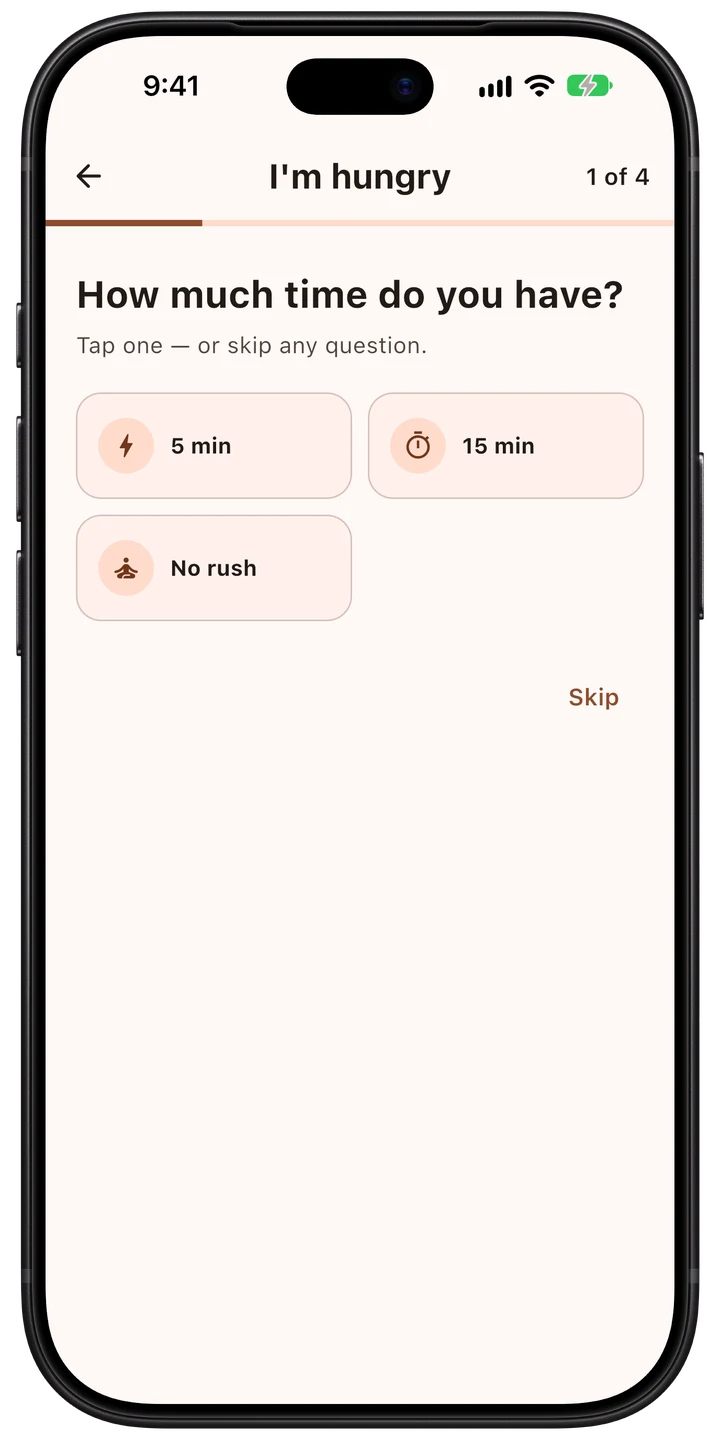 9:41
I'm hungry
1 of 4
How much time do you have?
Tap one — or skip any question.
5 min
15 min
No rush
Skip